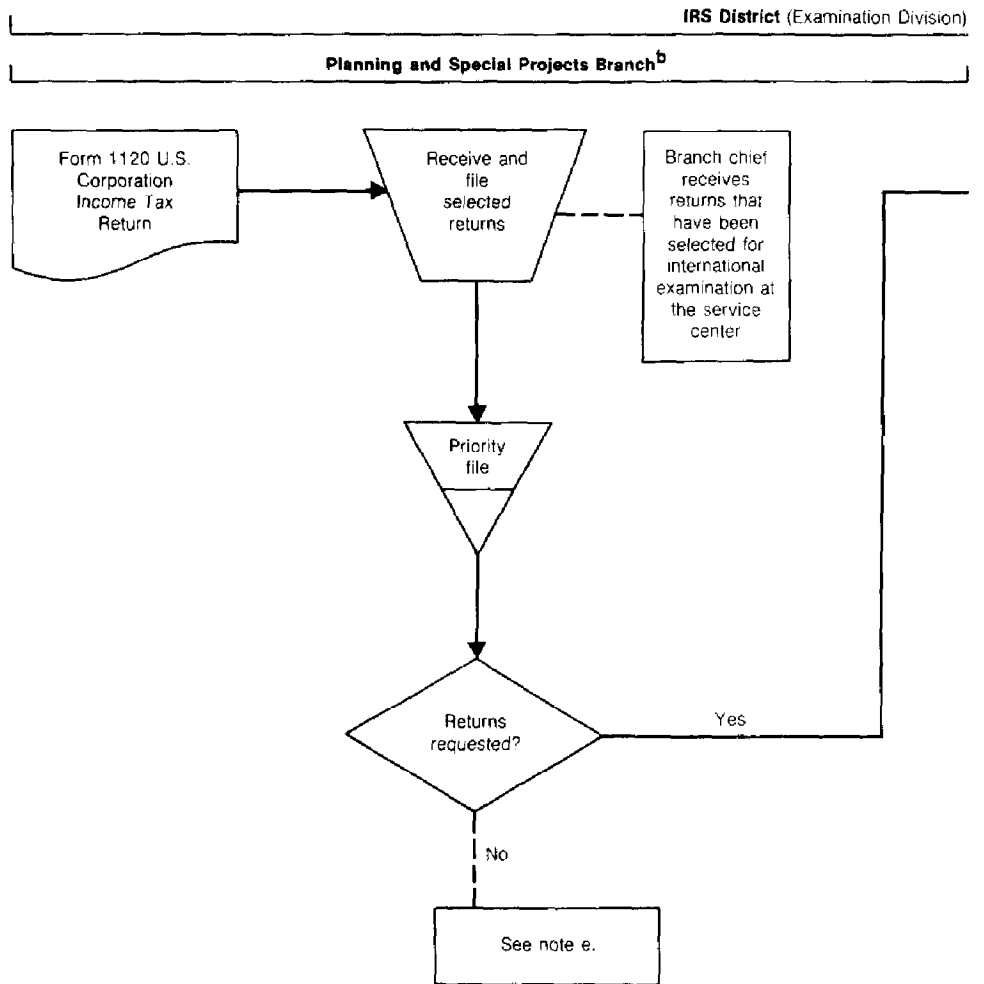 IRS District (Examination Division)
Planning and Special Projects Branch b
Form 1120 U.S.
Corporation
Income Tax
Return
Receive and
file
selected
returns
Branch chief
receives
returns that
have been
selected for
international
examination at
the service
center
Priority
file
Returns
requested?
Yes
No
See note e.